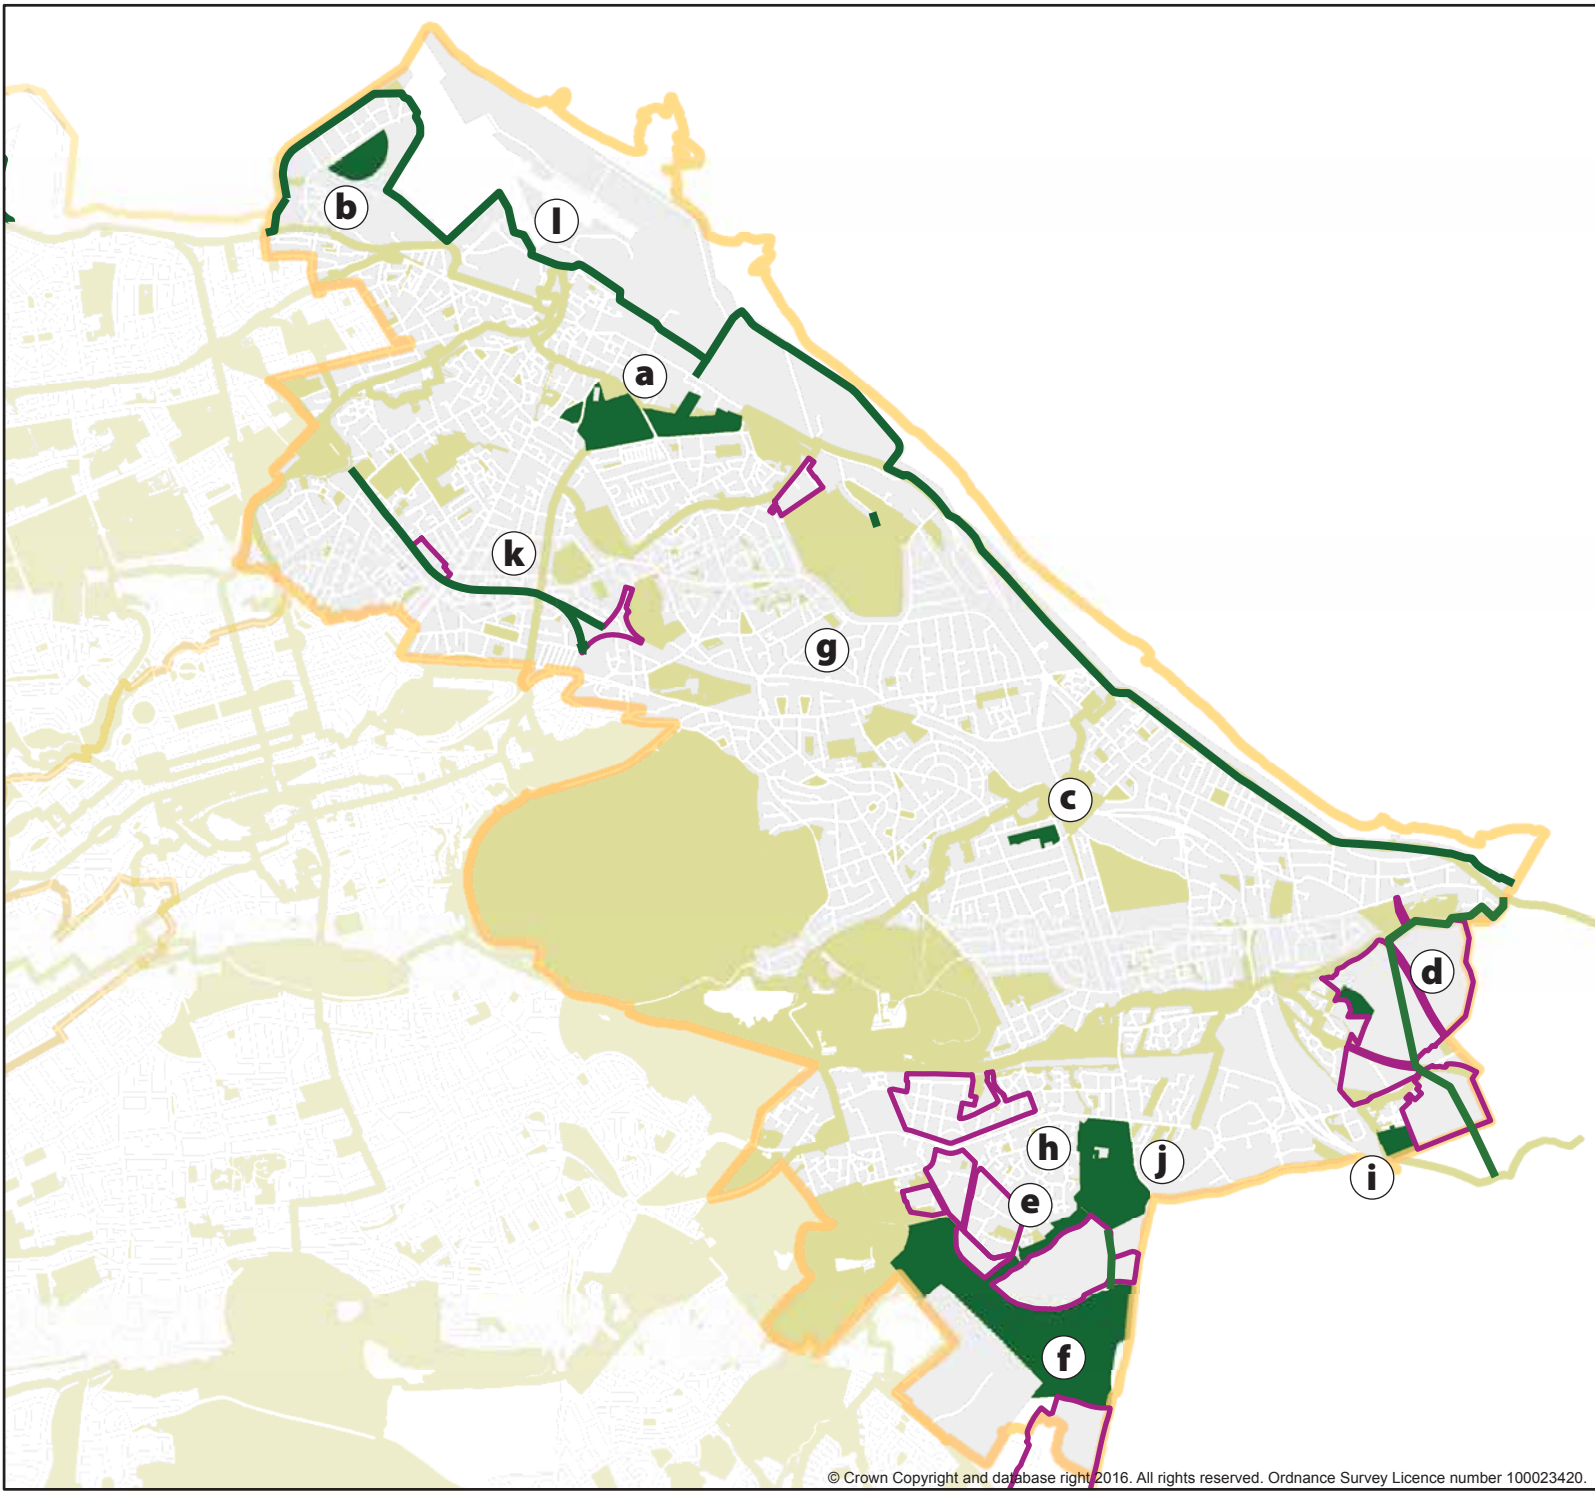 b
l
a
k
g
c
d
h
j
i
e
f
© Crown Copyright and database right 2016. All rights reserved. Ordnance Survey Licence number 100023420.